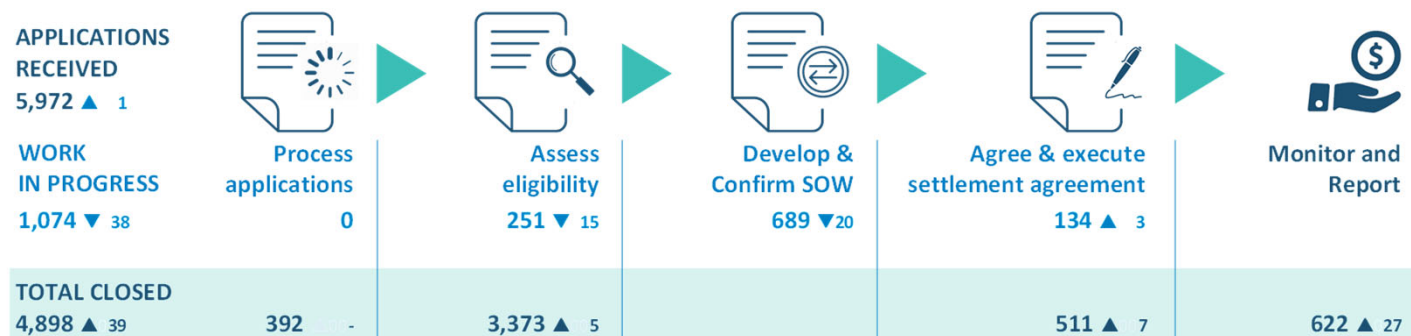 APPLICATIONS
RECEIVED
5,972 ▲ 1
$
WORK
IN PROGRESS
1,074 ▼ 38
Process
applications
0
Assess
eligibility
251 ▼ 15
Develop &
Confirm SOW
689 ▼20
Agree & execute
settlement agreement
134 ▲ 3
Monitor and
Report
TOTAL CLOSED
4,898 ▲ 39
392 -
3,373 ▲ 5
511 ▲ 7
622 ▲ 27